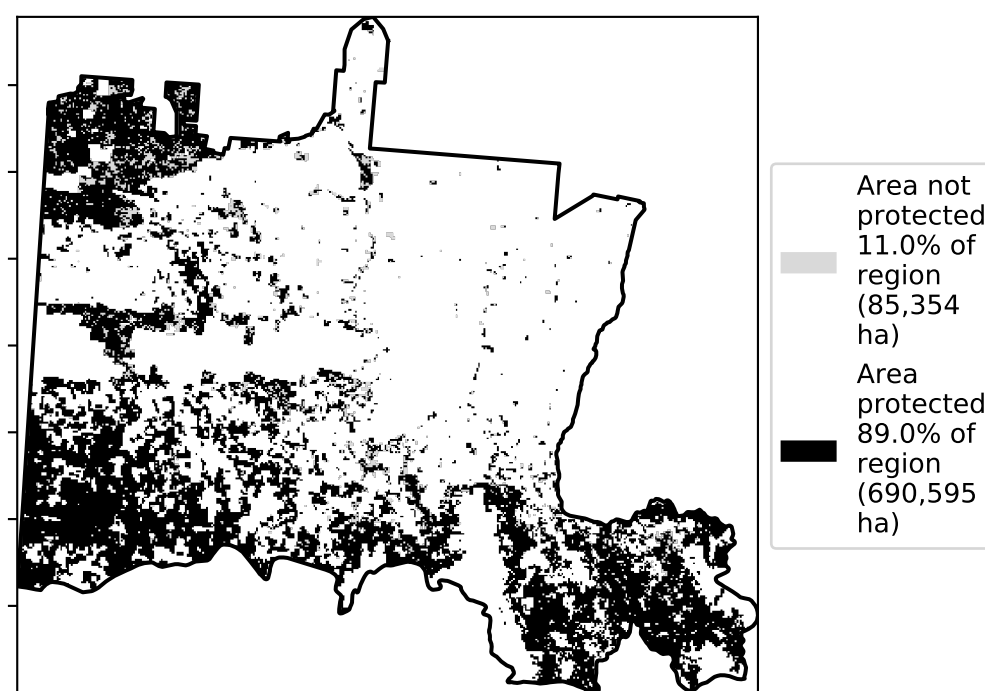 Area not
protected
11.0% of
region
(85,354
ha)
Area
protected
89.0% of
region
(690,595
ha)